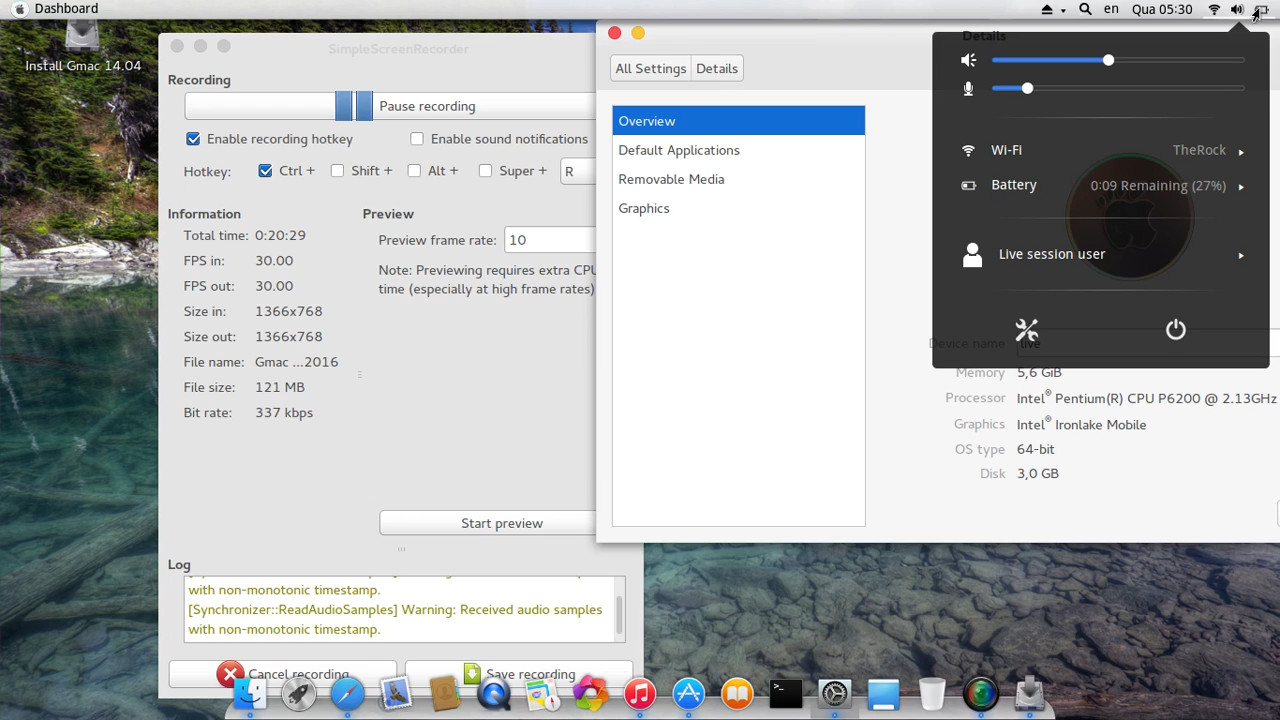 Dashboard
en
Qua 05:30
Install Gmac 14.04
SimpleScreenRecorder
Recording
Pause recording
Enable recording hotkey
Enable sound notifications
Hotkey:
Ctrl +
Shift +
Alt +
Super +
R
Information
Total time: 0:20:29
FPS in: 30.00
FPS out: 30.00
Size in: 1366x768
Size out: 1366x768
File name: Gmac ...2016
File size: 121 MB
Bit rate: 337 kbps
Preview
Preview frame rate: 10
Note: Previewing requires extra CPU
time (especially at high frame rates)
Start preview
Log
with non-monotonic timestamp.
[Synchronizer::ReadAudioSamples] Warning: Received audio samples
with non-monotonic timestamp.
Cancel recording
Save recording
Details
All Settings
Details
Overview
Default Applications
Removable Media
Graphics
Wi-Fi
TheRock
Battery
0:09 Remaining (27%)
Live session user
Device name live
Memory 5,6 GiB
Processor Intel® Pentium(R) CPU P6200 @ 2.13GHz
Graphics Intel® Ironlake Mobile
OS type 64-bit
Disk 3,0 GB